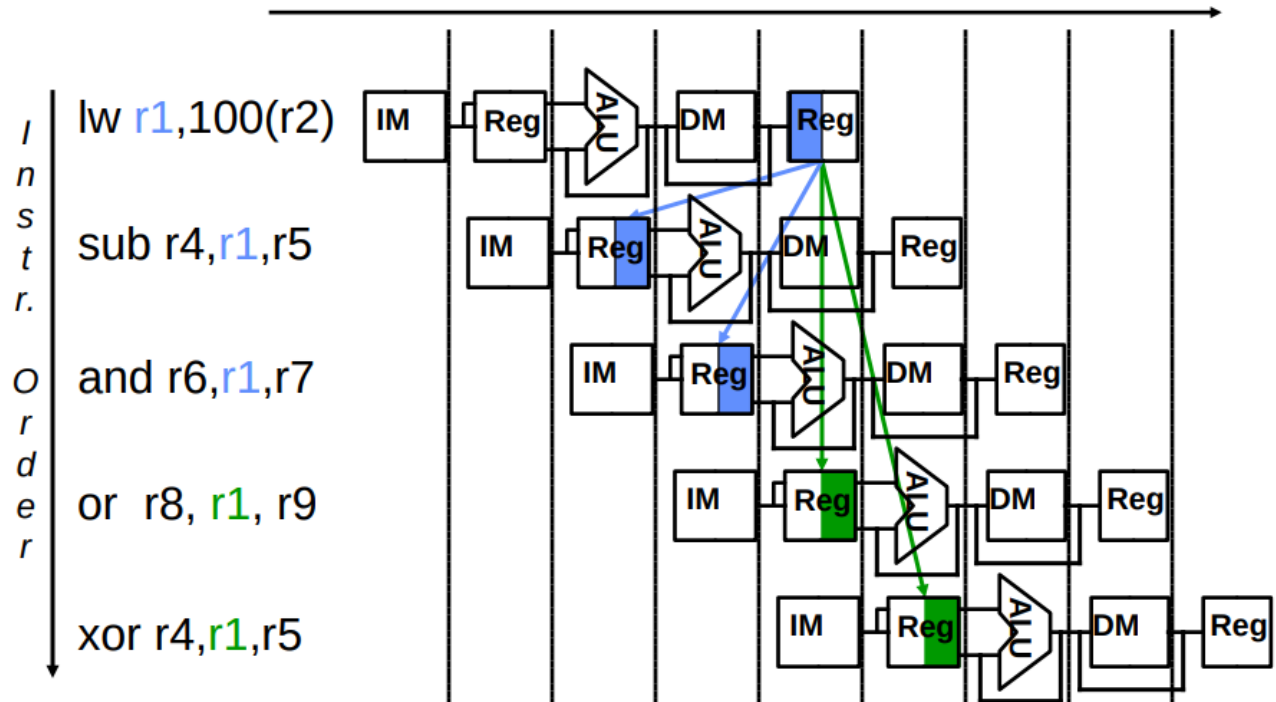 Instr. Order
lw r1,100(r2)
IM Reg ALU DM Reg
sub r4,r1,r5
IM Reg ALU DM Reg
and r6,r1,r7
IM Reg ALU DM Reg
or r8, r1, r9
IM Reg ALU DM Reg
xor r4,r1,r5
IM Reg ALU DM Reg